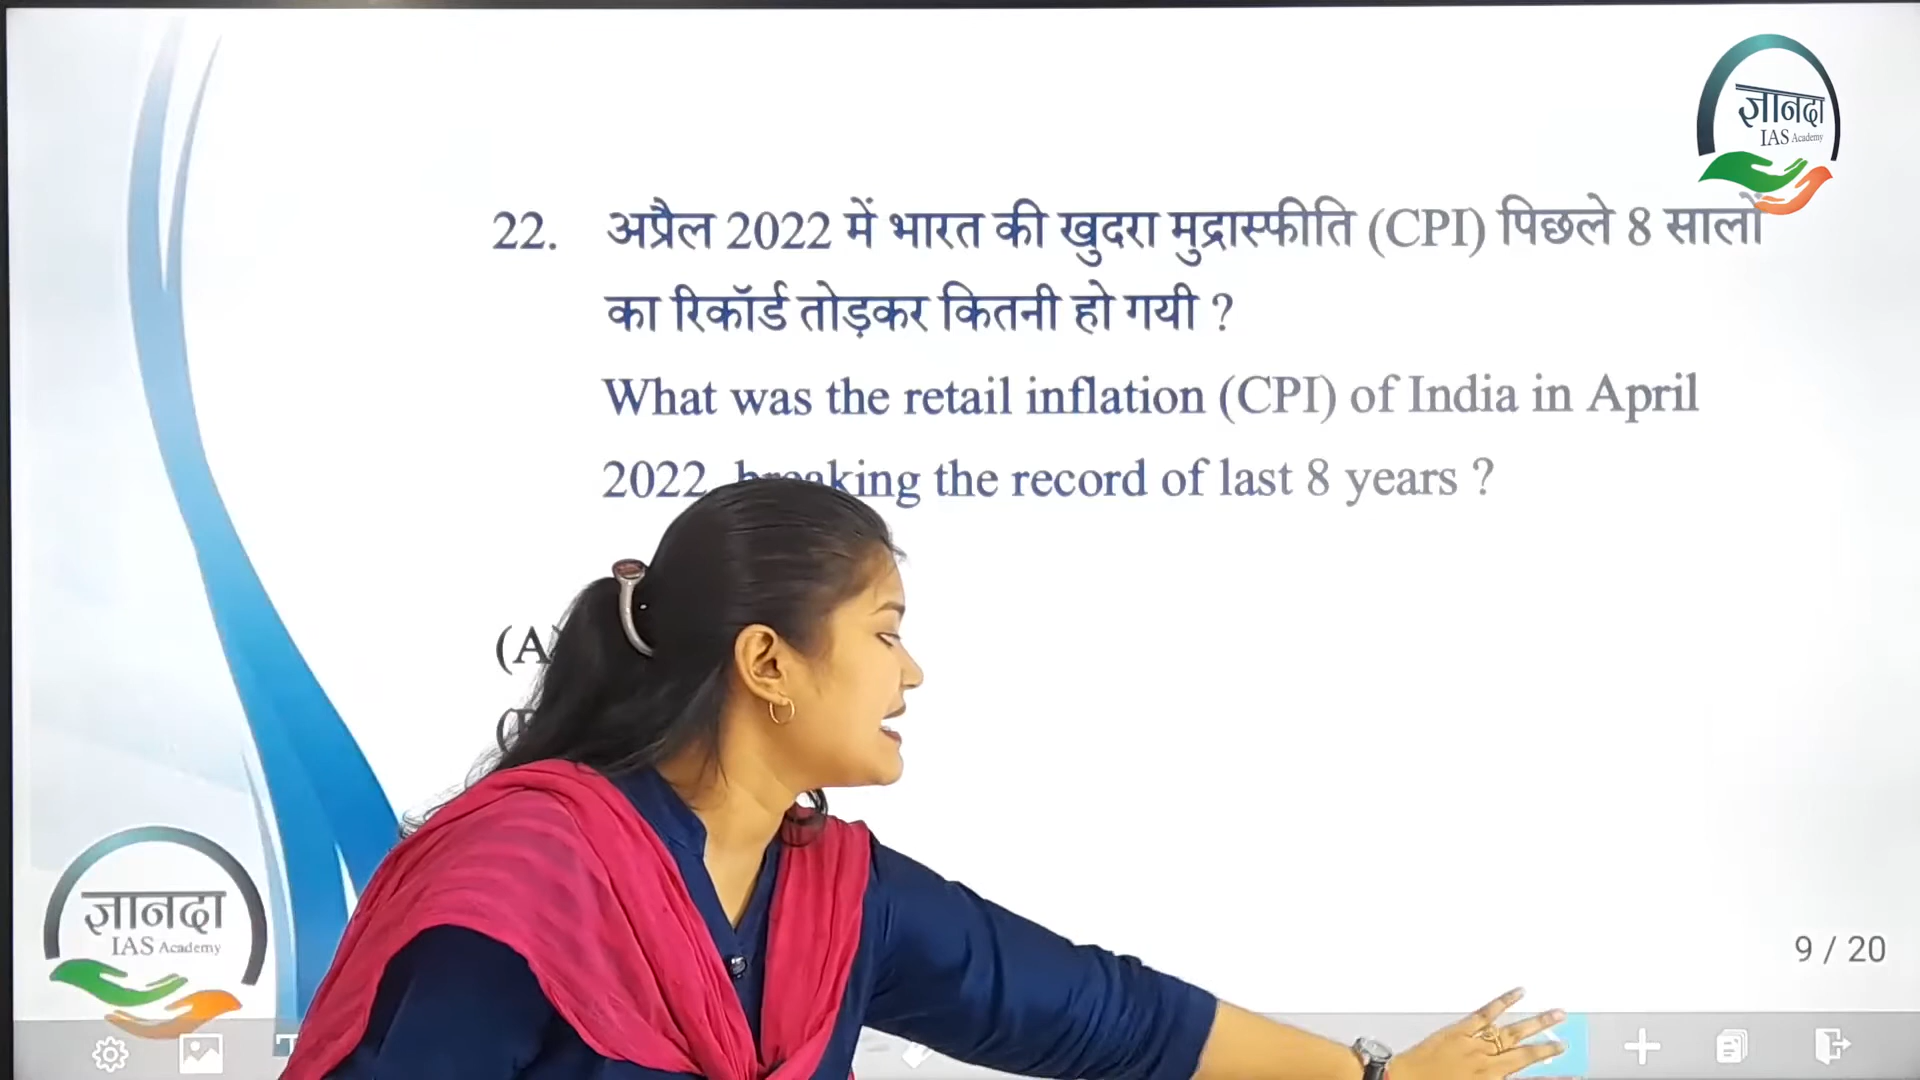 ज्ञानदा
IAS Academy
22. अप्रैल 2022 में भारत की खुदरा मुद्रास्फीति (CPI) पिछले 8 सालों
का रिकॉर्ड तोड़कर कितनी हो गयी ?
What was the retail inflation (CPI) of India in April
2022, breaking the record of last 8 years ?
(A)
ज्ञानदा
IAS Academy
9 / 20